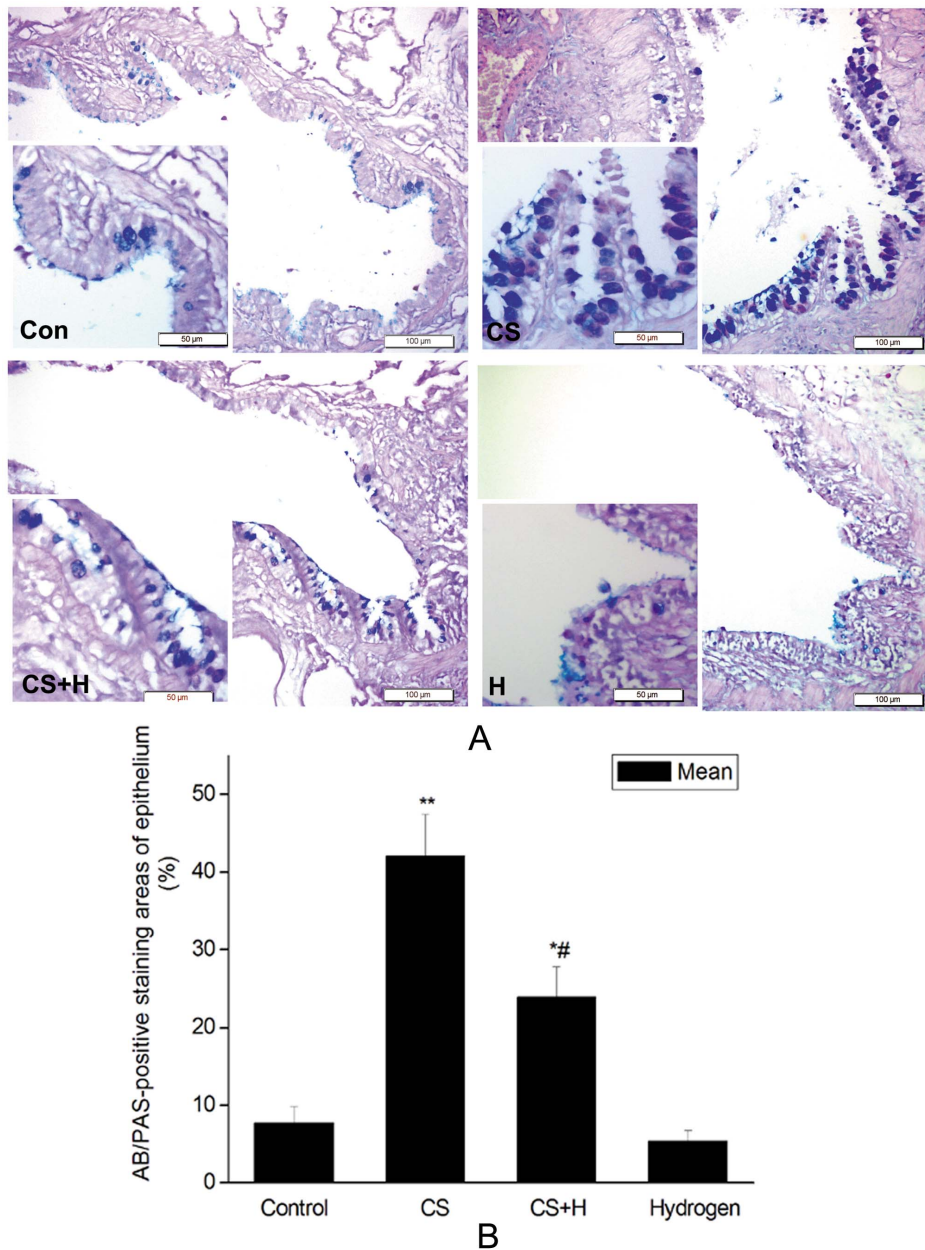 Con
50 µm
100 µm
CS
50 µm
100 µm
CS+H
50 µm
100 µm
H
50 µm
100 µm
A
AB/PAS-positive staining areas of epithelium
(%)
Mean
50
40
30
20
10
0
**
*#
Control CS CS+H Hydrogen
B